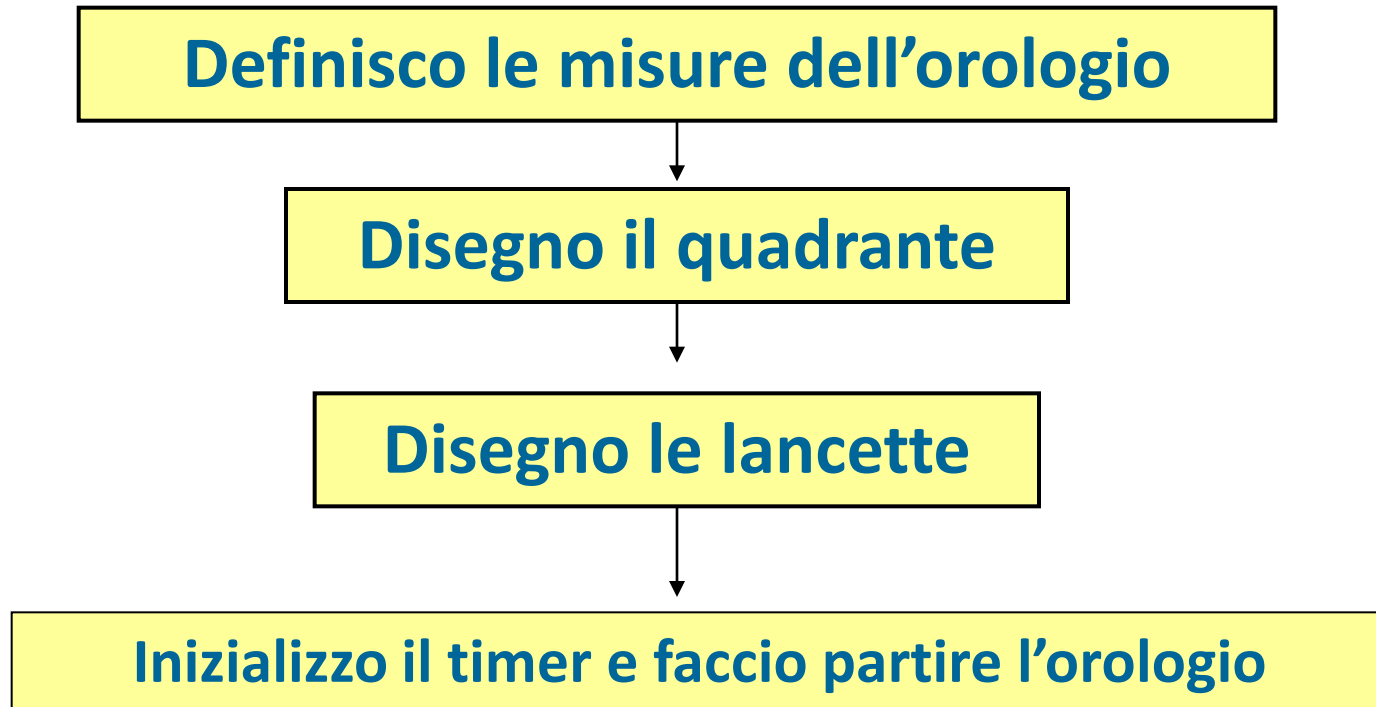 Definisco le misure dell’orologio
Disegno il quadrante
Disegno le lancette
Inizializzo il timer e faccio partire l’orologio